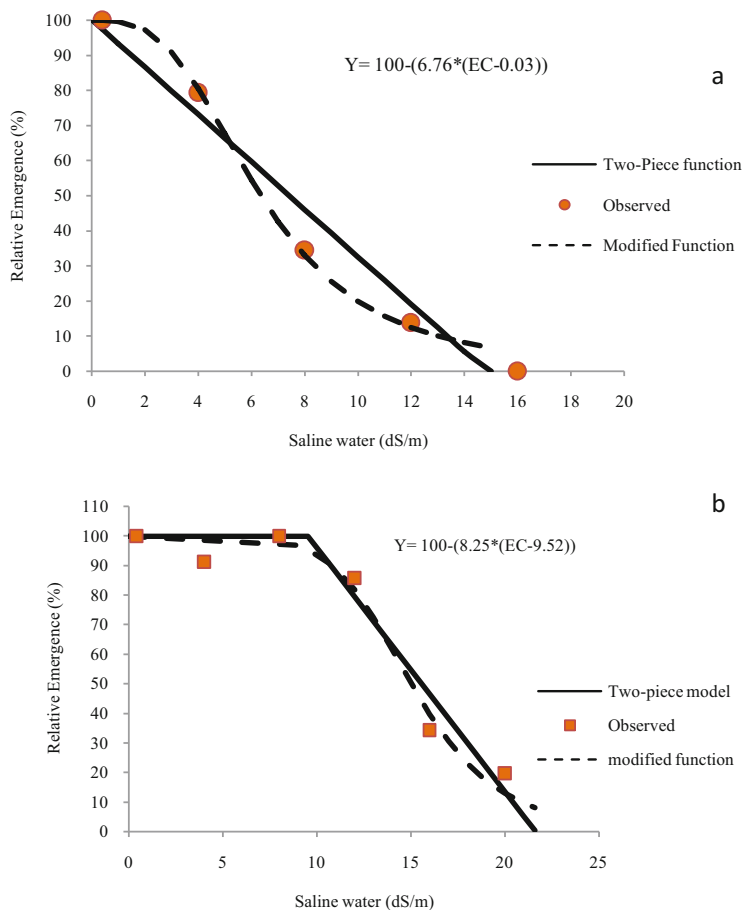 Y= 100-(6.76*(EC-0.03))
a
Relative Emergence (%)
100
90
80
70
60
50
40
30
20
10
0
0 2 4 6 8 10 12 14 16 18 20
Saline water (dS/m)
Two-Piece function
Observed
Modified Function
b
Y= 100-(8.25*(EC-9.52))
Relative Emergence (%)
110
100
90
80
70
60
50
40
30
20
10
0
0 5 10 15 20 25
Saline water (dS/m)
Two-piece model
Observed
modified function